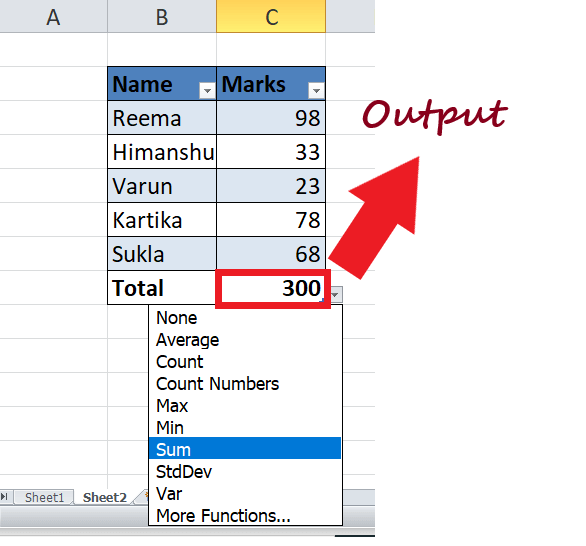 A B C
Name Marks
Reema 98
Output
Himanshu 33
Varun 23
Kartika 78
Sukla 68
Total 300
None
Average
Count
Count Numbers
Max
Min
Sum
StdDev
Var
More Functions...
Sheet1 Sheet2